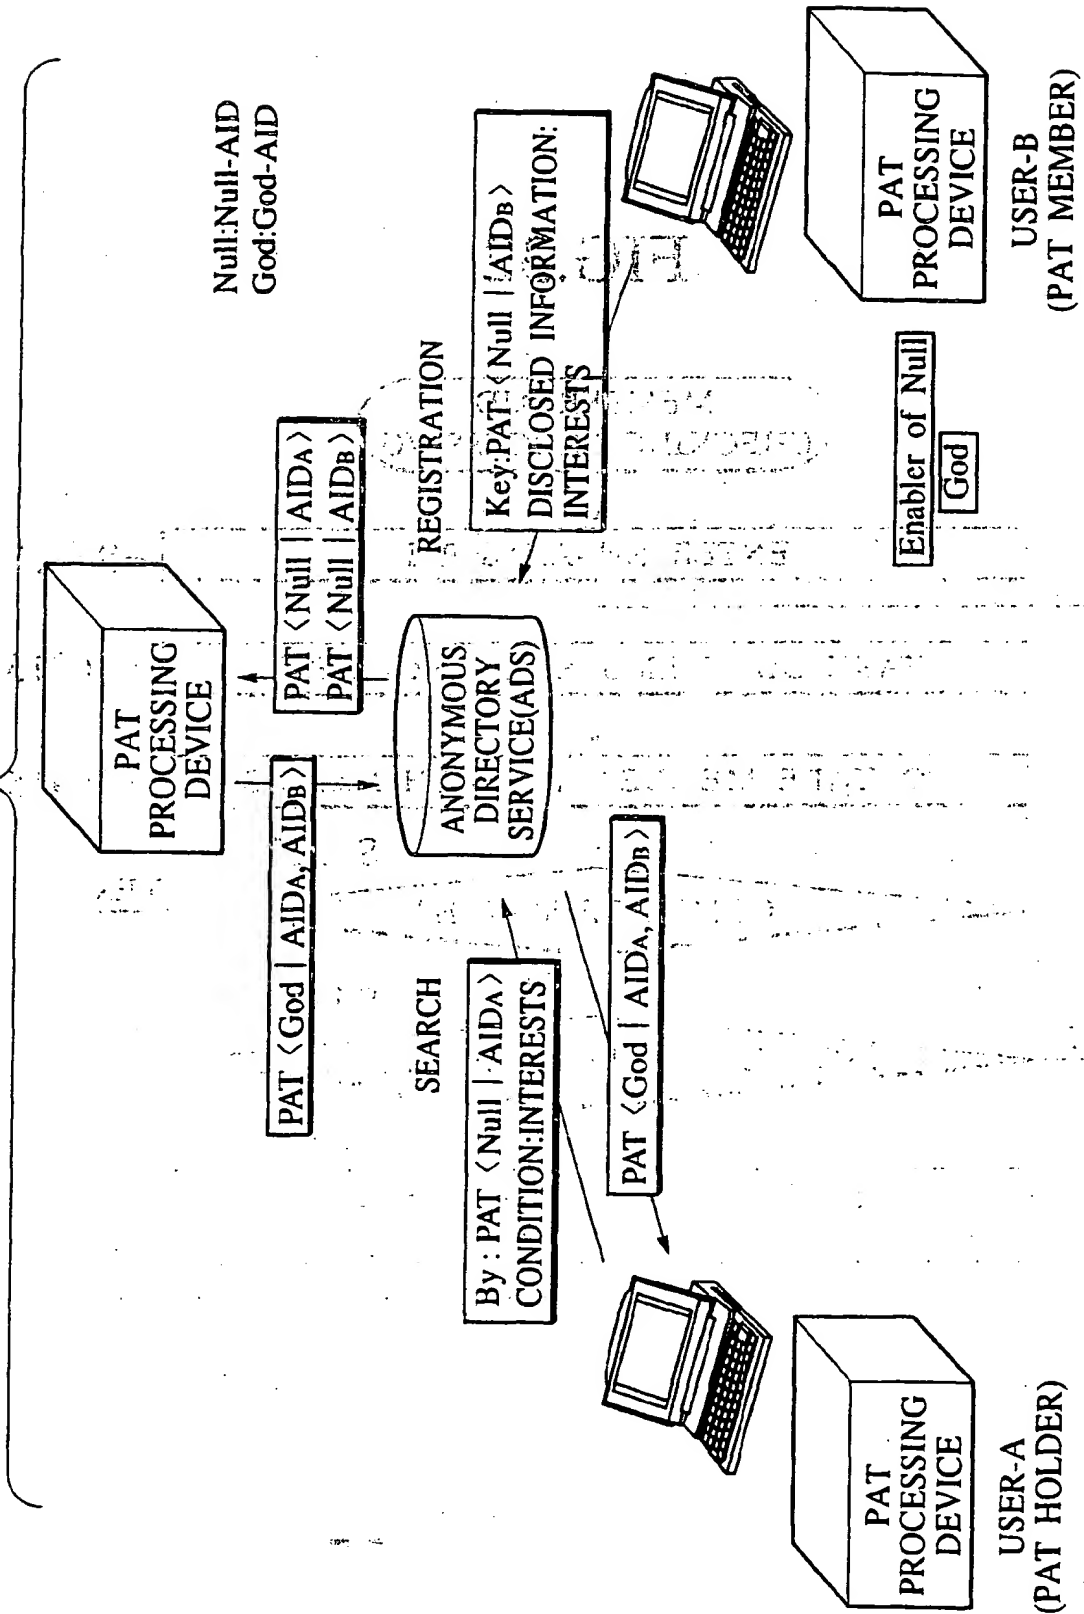 PAT
PROCESSING
DEVICE
Null:Null-AID
God:God-AID
PAT <God | AIDA, AIDB>
PAT <Null | AIDA>
PAT <Null | AIDB>
SEARCH
REGISTRATION
By : PAT <Null | AIDA>
CONDITION:INTERESTS
ANONYMOUS
DIRECTORY
SERVICE(ADS)
Key:PAT <Null | AIDB>
DISCLOSED INFORMATION:
INTERESTS
PAT <God | AIDA, AIDB>
PAT
PROCESSING
DEVICE
USER-A
(PAT HOLDER)
Enabler of Null
God
PAT
PROCESSING
DEVICE
USER-B
(PAT MEMBER)